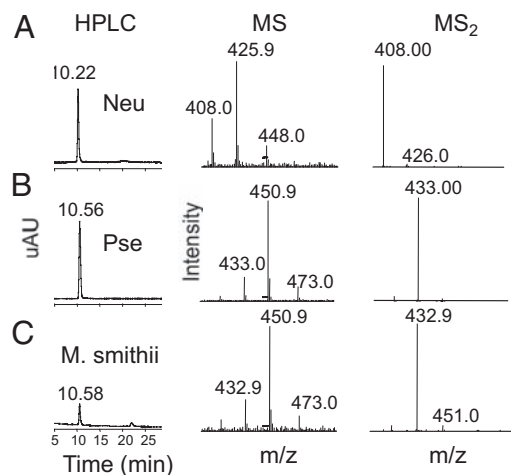 HPLC MS MS2
A
10.22
Neu
425.9
408.0
448.0
408.00
426.0
B
10.56
Pse
uAU
450.9
433.0
473.0
Intensity
433.00
C
M. smithii
10.58
450.9
432.9
473.0
432.9
451.0
5 10 15 20 25
Time (min) m/z m/z